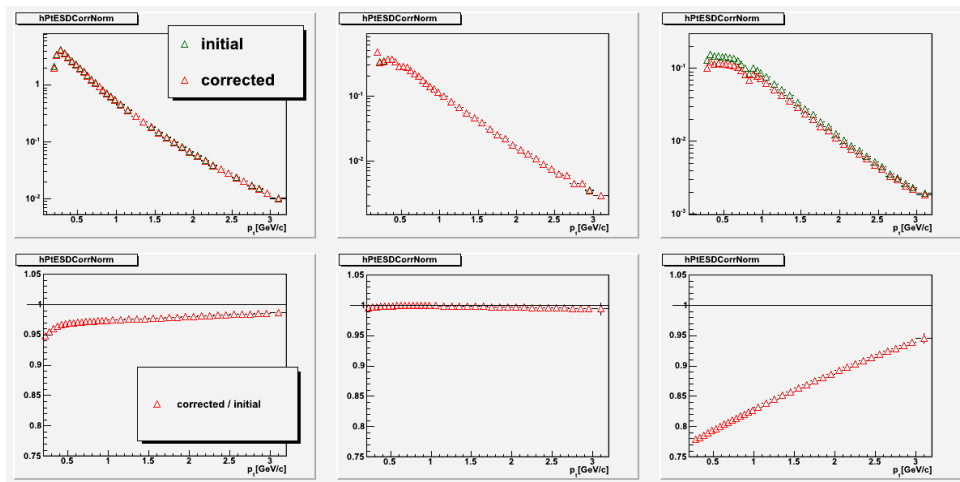 hPtESDCorrNorm
initial
corrected
1
10-1
10-2
0.5 1 1.5 2 2.5 3
pt[GeV/c]
hPtESDCorrNorm
10-1
10-2
0.5 1 1.5 2 2.5 3
pt[GeV/c]
hPtESDCorrNorm
10-1
10-2
10-3
0.5 1 1.5 2 2.5 3
pt[GeV/c]
hPtESDCorrNorm
1.05
1
0.95
0.9
0.85
0.8
0.75
corrected / initial
0.5 1 1.5 2 2.5 3
pt[GeV/c]
hPtESDCorrNorm
1.05
1
0.95
0.9
0.85
0.8
0.75
0.5 1 1.5 2 2.5 3
pt[GeV/c]
hPtESDCorrNorm
1.05
1
0.95
0.9
0.85
0.8
0.75
0.5 1 1.5 2 2.5 3
pt[GeV/c]